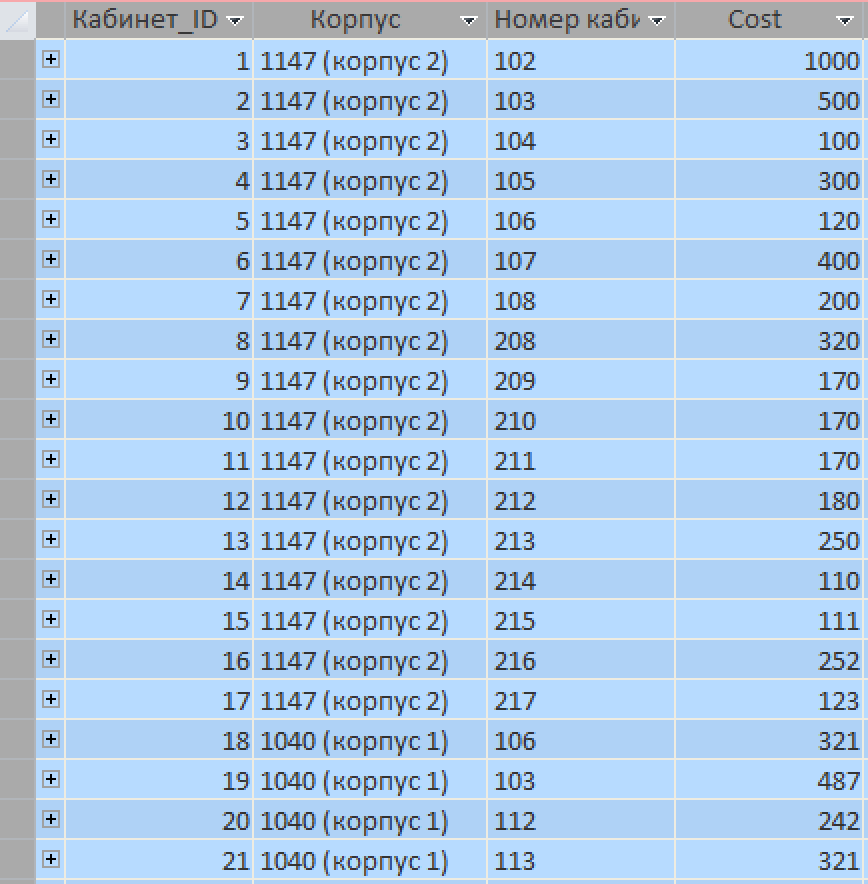 Кабинет_ID Корпус Номер каби Cost
1 1147 (корпус 2) 102 1000
2 1147 (корпус 2) 103 500
3 1147 (корпус 2) 104 100
4 1147 (корпус 2) 105 300
5 1147 (корпус 2) 106 120
6 1147 (корпус 2) 107 400
7 1147 (корпус 2) 108 200
8 1147 (корпус 2) 208 320
9 1147 (корпус 2) 209 170
10 1147 (корпус 2) 210 170
11 1147 (корпус 2) 211 170
12 1147 (корпус 2) 212 180
13 1147 (корпус 2) 213 250
14 1147 (корпус 2) 214 110
15 1147 (корпус 2) 215 111
16 1147 (корпус 2) 216 252
17 1147 (корпус 2) 217 123
18 1040 (корпус 1) 106 321
19 1040 (корпус 1) 103 487
20 1040 (корпус 1) 112 242
21 1040 (корпус 1) 113 321